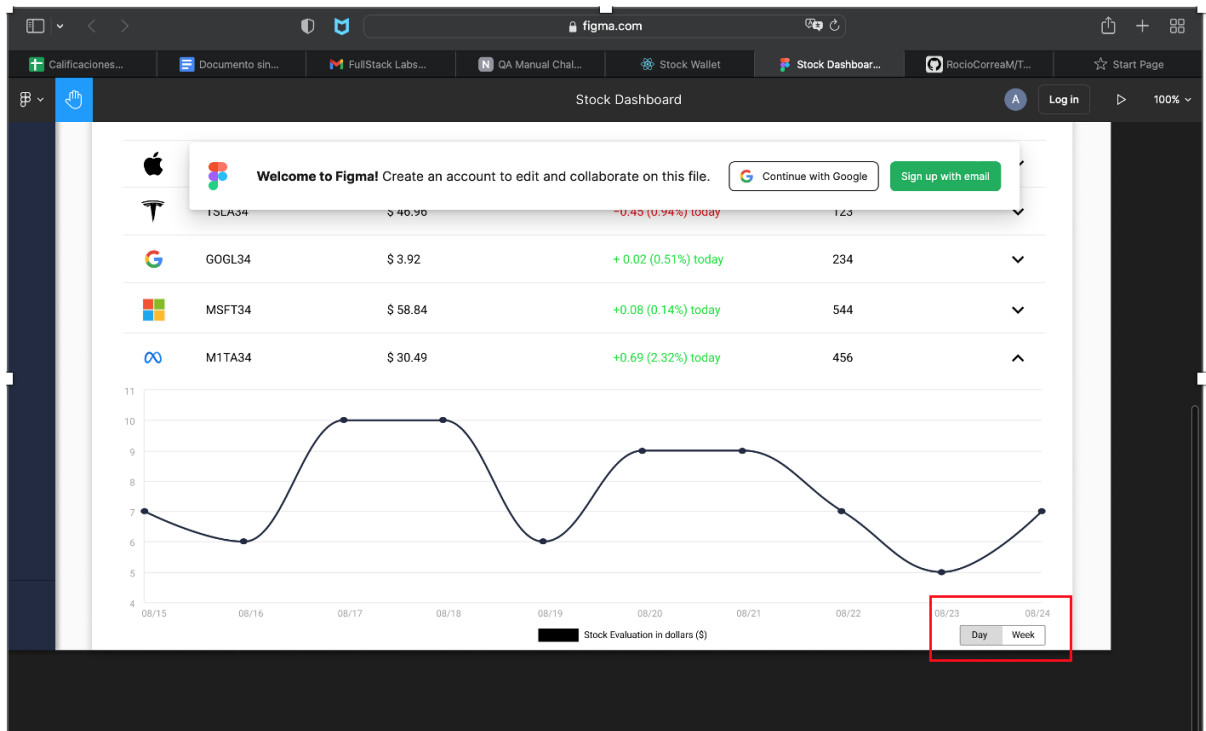 figma.com
Calificaciones...
Documento sin...
FullStack Labs...
N QA Manual Chal...
Stock Wallet
Stock Dashboar...
RocioCorreaM/T...
Start Page
Stock Dashboard
A
Log in
100%
Welcome to Figma! Create an account to edit and collaborate on this file.
Continue with Google
Sign up with email
TSLA34 $ 46.96 -0.45 (0.94%) today 123
GOGL34 $ 3.92 + 0.02 (0.51%) today 234
MSFT34 $ 58.84 +0.08 (0.14%) today 544
M1TA34 $ 30.49 +0.69 (2.32%) today 456
11
10
9
8
7
6
5
4
08/15 08/16 08/17 08/18 08/19 08/20 08/21 08/22 08/23 08/24
Stock Evaluation in dollars ($)
Day Week